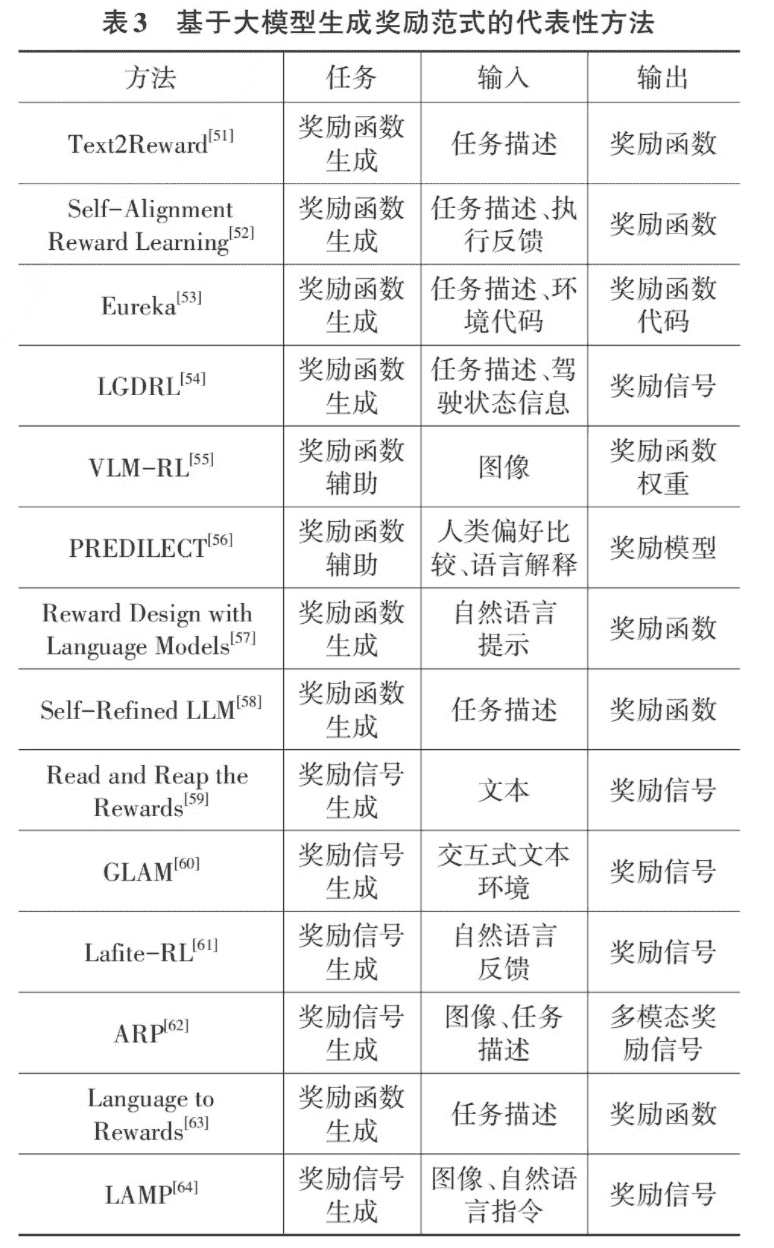 表3 基于大模型生成奖励范式的代表性方法
方法 任务 输入 输出
Text2Reward[51] 奖励函数生成 任务描述 奖励函数
Self-Alignment Reward Learning[52] 奖励函数生成 任务描述、执行反馈 奖励函数
Eureka[53] 奖励函数生成 任务描述、环境代码 奖励函数代码
LGDRL[54] 奖励函数生成 任务描述、驾驶状态信息 奖励信号
VLM-RL[55] 奖励函数辅助 图像 奖励函数权重
PREDILECT[56] 奖励函数辅助 人类偏好比较、语言解释 奖励模型
Reward Design with Language Models[57] 奖励函数生成 自然语言提示 奖励函数
Self-Refined LLM[58] 奖励函数生成 任务描述 奖励函数
Read and Reap the Rewards[59] 奖励信号生成 文本 奖励信号
GLAM[60] 奖励信号生成 交互式文本环境 奖励信号
Lafite-RL[61] 奖励信号生成 自然语言反馈 奖励信号
ARP[62] 奖励信号生成 图像、任务描述 多模态奖励信号
Language to Rewards[63] 奖励函数生成 任务描述 奖励函数
LAMP[64] 奖励信号生成 图像、自然语言指令 奖励信号